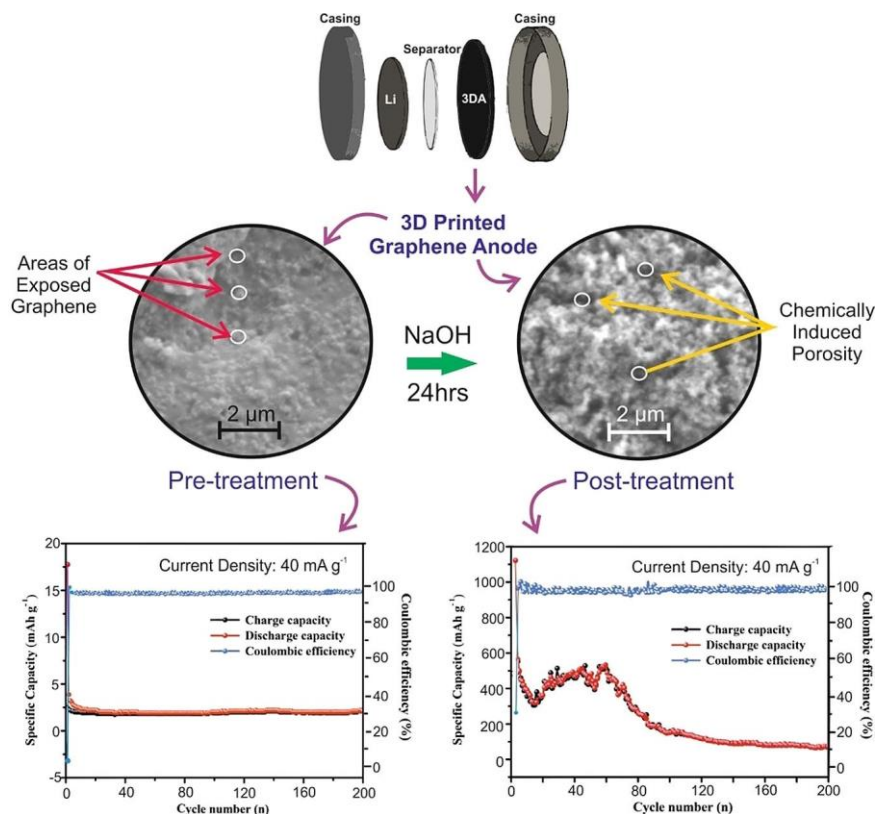 Casing
Casing
Separator
Li
3DA
3D Printed
Graphene Anode
Areas of
Exposed
Graphene
2 µm
NaOH
24hrs
2 µm
Chemically
Induced
Porosity
Pre-treatment
Post-treatment
Current Density: 40 mA g⁻¹
Charge capacity
Discharge capacity
Coulombic efficiency
Specific Capacity (mAh g⁻¹)
20
15
10
5
0
-5
Coulombic efficiency (%)
100
80
60
40
20
0
0 40 80 120 160 200
Cycle number (n)
Current Density: 40 mA g⁻¹
Charge capacity
Discharge capacity
Coulombic efficiency
Specific Capacity (mAh g⁻¹)
1200
1000
800
600
400
200
0
Coulombic efficiency (%)
100
80
60
40
20
0
0 40 80 120 160 200
Cycle number (n)